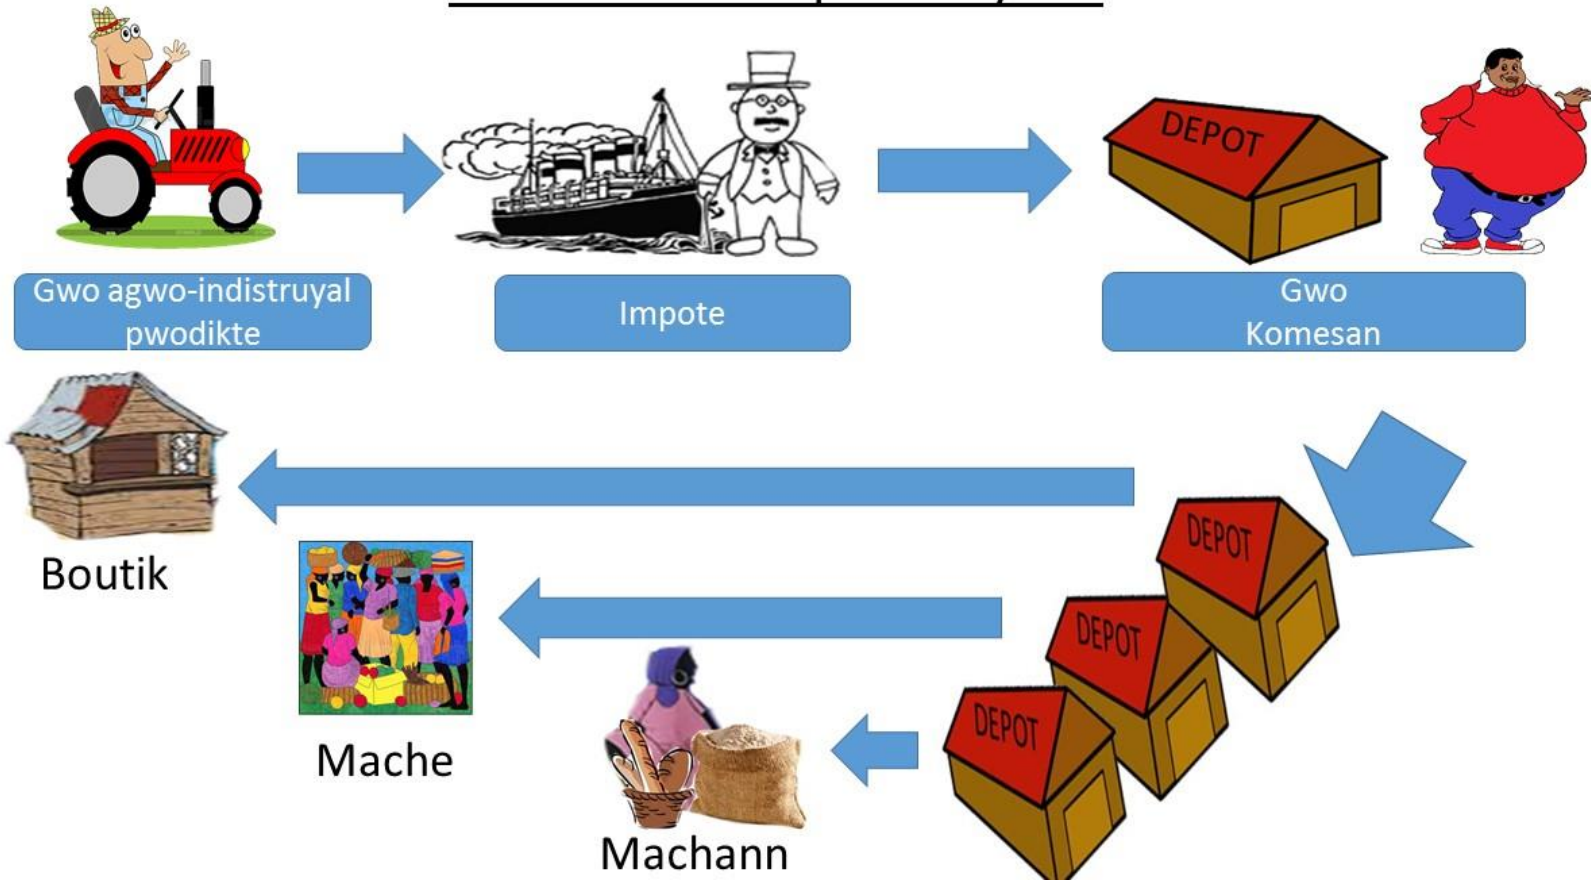 DEPOT
Gwo agwo-indistruyal
pwodikte
Impote
Gwo
Komesan
Boutik
DEPOT
DEPOT
DEPOT
Mache
Machann